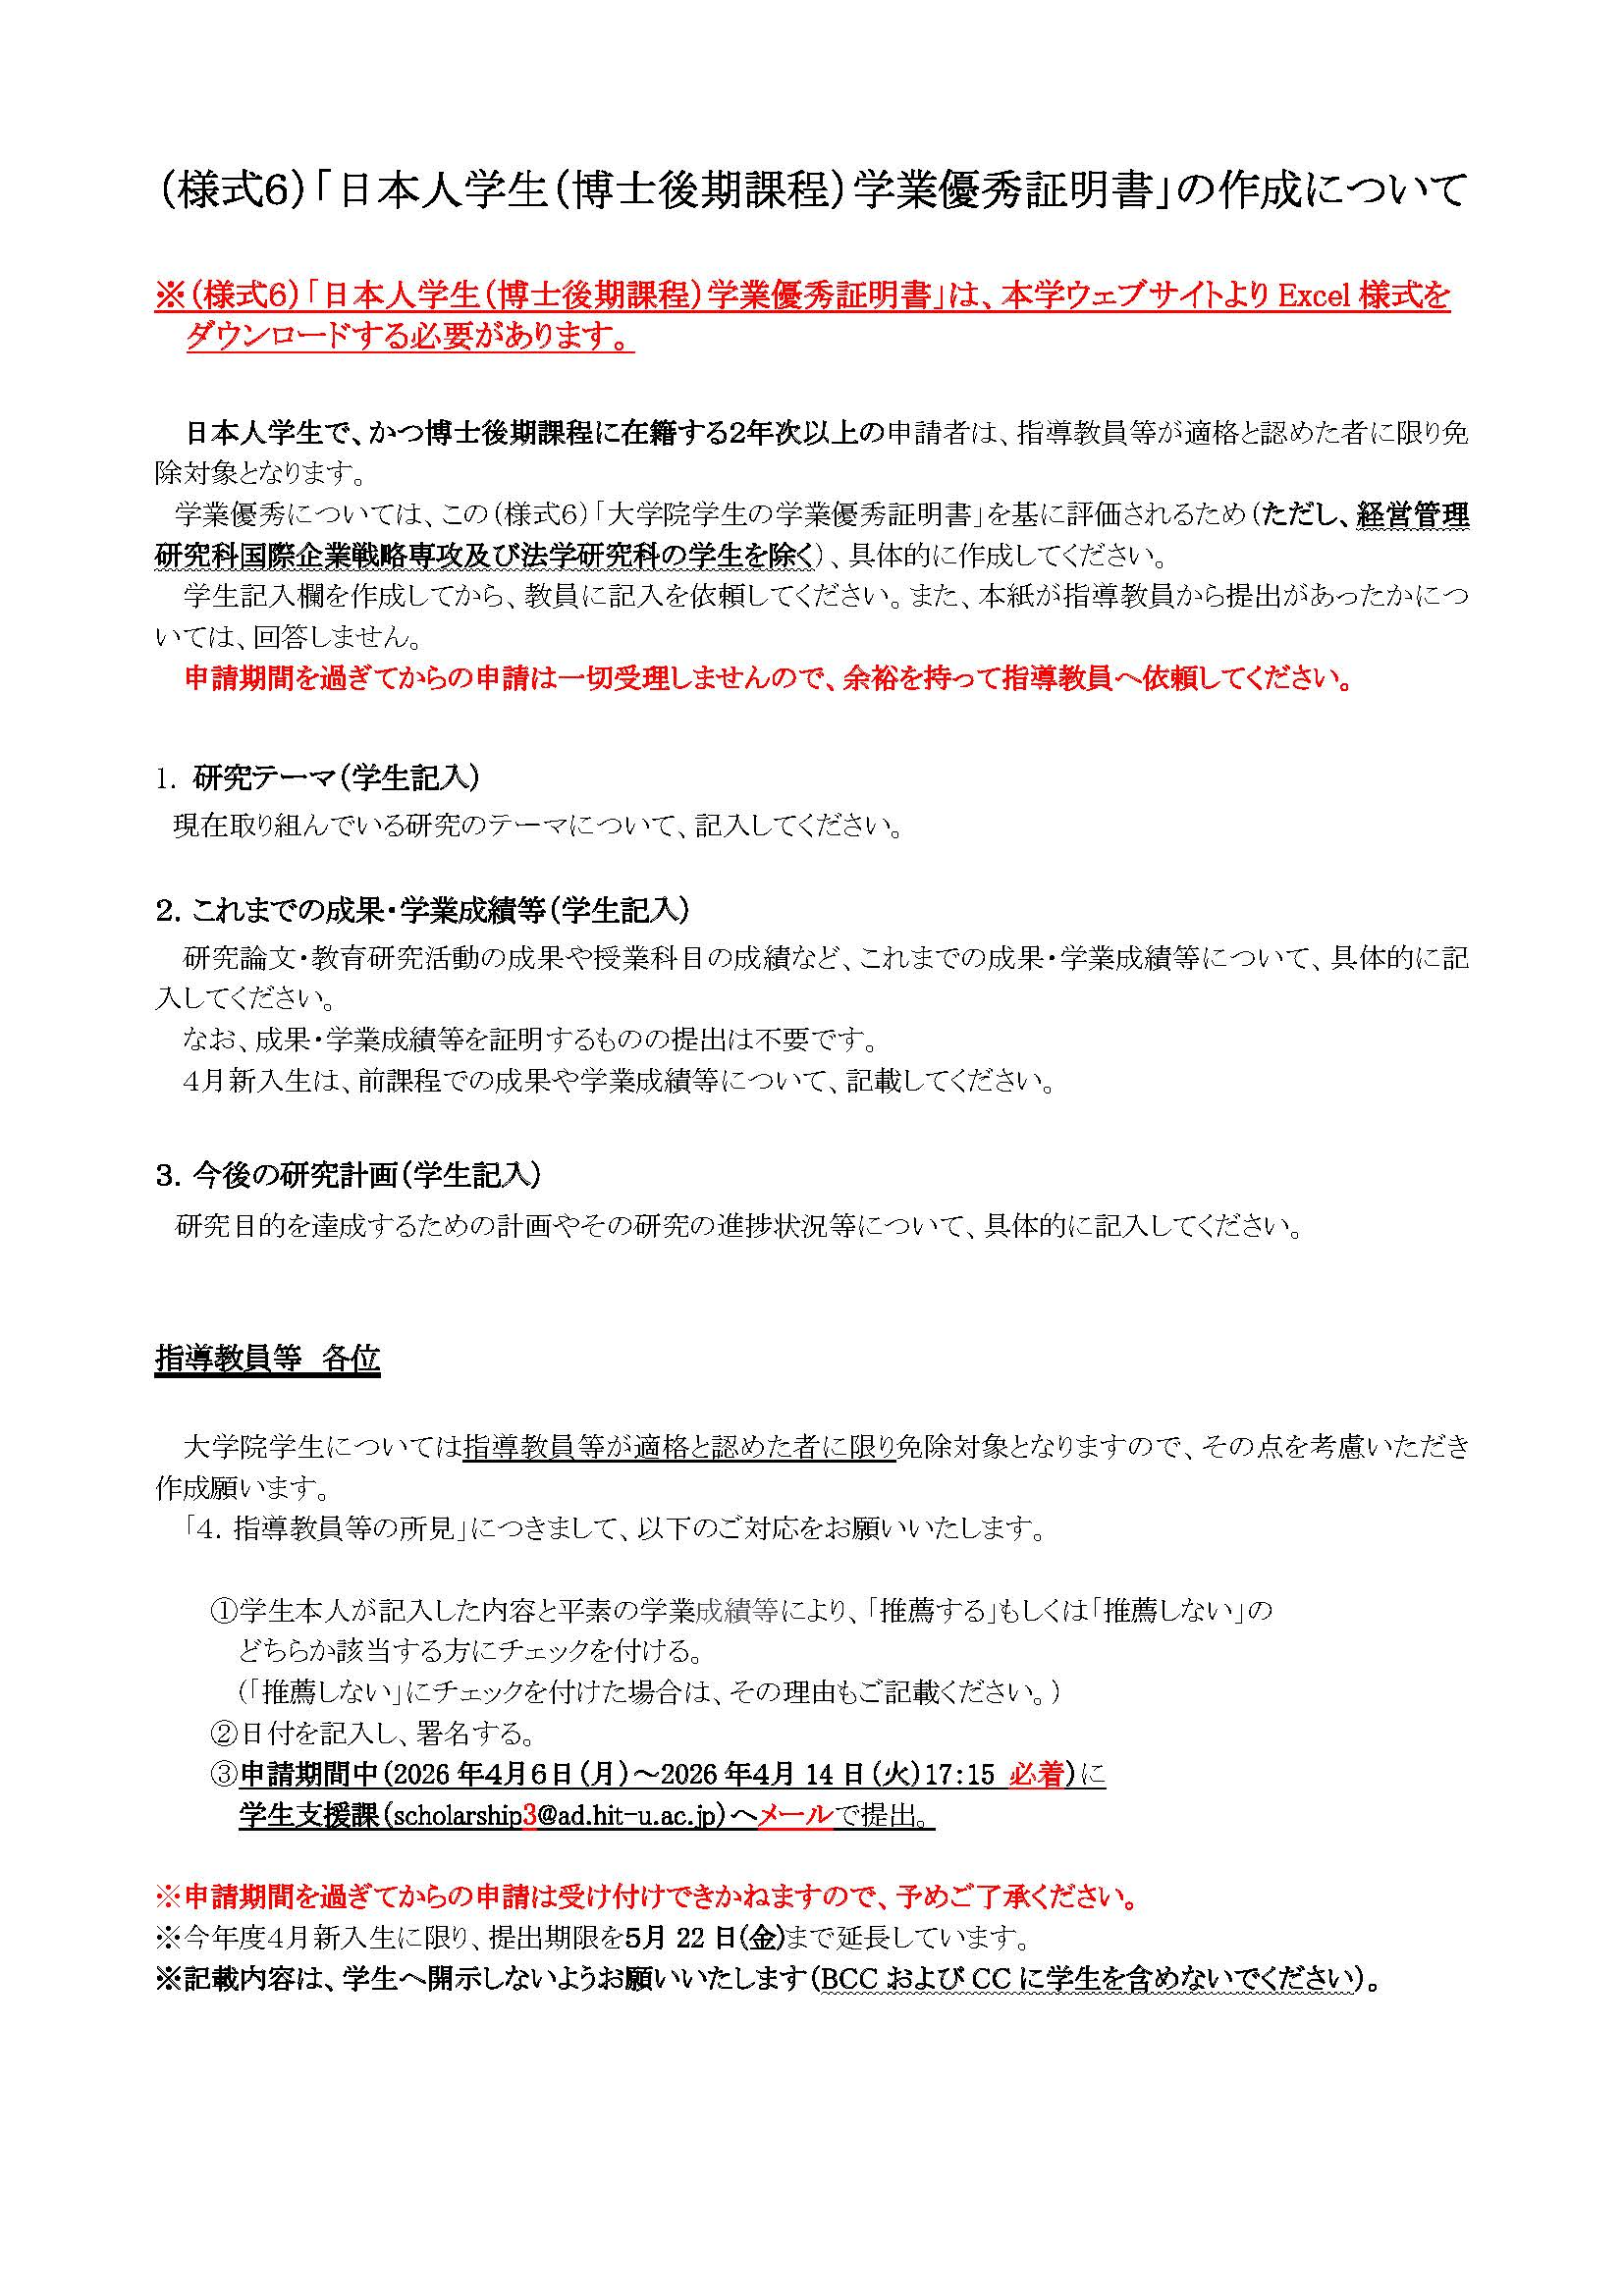 （様式６）「日本人学生（博士後期課程）学業優秀証明書」の作成について
※（様式６）「日本人学生（博士後期課程）学業優秀証明書」は、本学ウェブサイトより Excel 様式を
ダウンロードする必要があります。
日本人学生で、かつ博士後期課程に在籍する２年次以上の申請者は、指導教員等が適格と認めた者に限り免
除対象となります。
学業優秀については、この（様式６）「大学院学生の学業優秀証明書」を基に評価されるため（ただし、経営管理
研究科国際企業戦略専攻及び法学研究科の学生を除く）、具体的に作成してください。
学生記入欄を作成してから、教員に記入を依頼してください。また、本紙が指導教員から提出があったかにつ
いては、回答しません。
申請期間を過ぎてからの申請は一切受理しませんので、余裕を持って指導教員へ依頼してください。
1. 研究テーマ（学生記入）
現在取り組んでいる研究のテーマについて、記入してください。
２．これまでの成果・学業成績等（学生記入）
研究論文・教育研究活動の成果や授業科目の成績など、これまでの成果・学業成績等について、具体的に記
入してください。
なお、成果・学業成績等を証明するものの提出は不要です。
４月新入生は、前課程での成果や学業成績等について、記載してください。
３．今後の研究計画（学生記入）
研究目的を達成するための計画やその研究の進捗状況等について、具体的に記入してください。
指導教員等　各位
大学院学生については指導教員等が適格と認めた者に限り免除対象となりますので、その点を考慮いただき
作成願います。
「４．指導教員等の所見」につきまして、以下のご対応をお願いいたします。
①学生本人が記入した内容と平素の学業成績等により、「推薦する」もしくは「推薦しない」の
どちらか該当する方にチェックを付ける。
（「推薦しない」にチェックを付けた場合は、その理由もご記載ください。）
②日付を記入し、署名する。
③申請期間中（2026 年４月６日（月）～2026 年４月 14 日（火）17：15 必着）に
学生支援課（scholarship3@ad.hit-u.ac.jp）へメールで提出。
※申請期間を過ぎてからの申請は受け付けできかねますので、予めご了承ください。
※今年度４月新入生に限り、提出期限を５月 22 日(金)まで延長しています。
※記載内容は、学生へ開示しないようお願いいたします（BCC および CC に学生を含めないでください）。